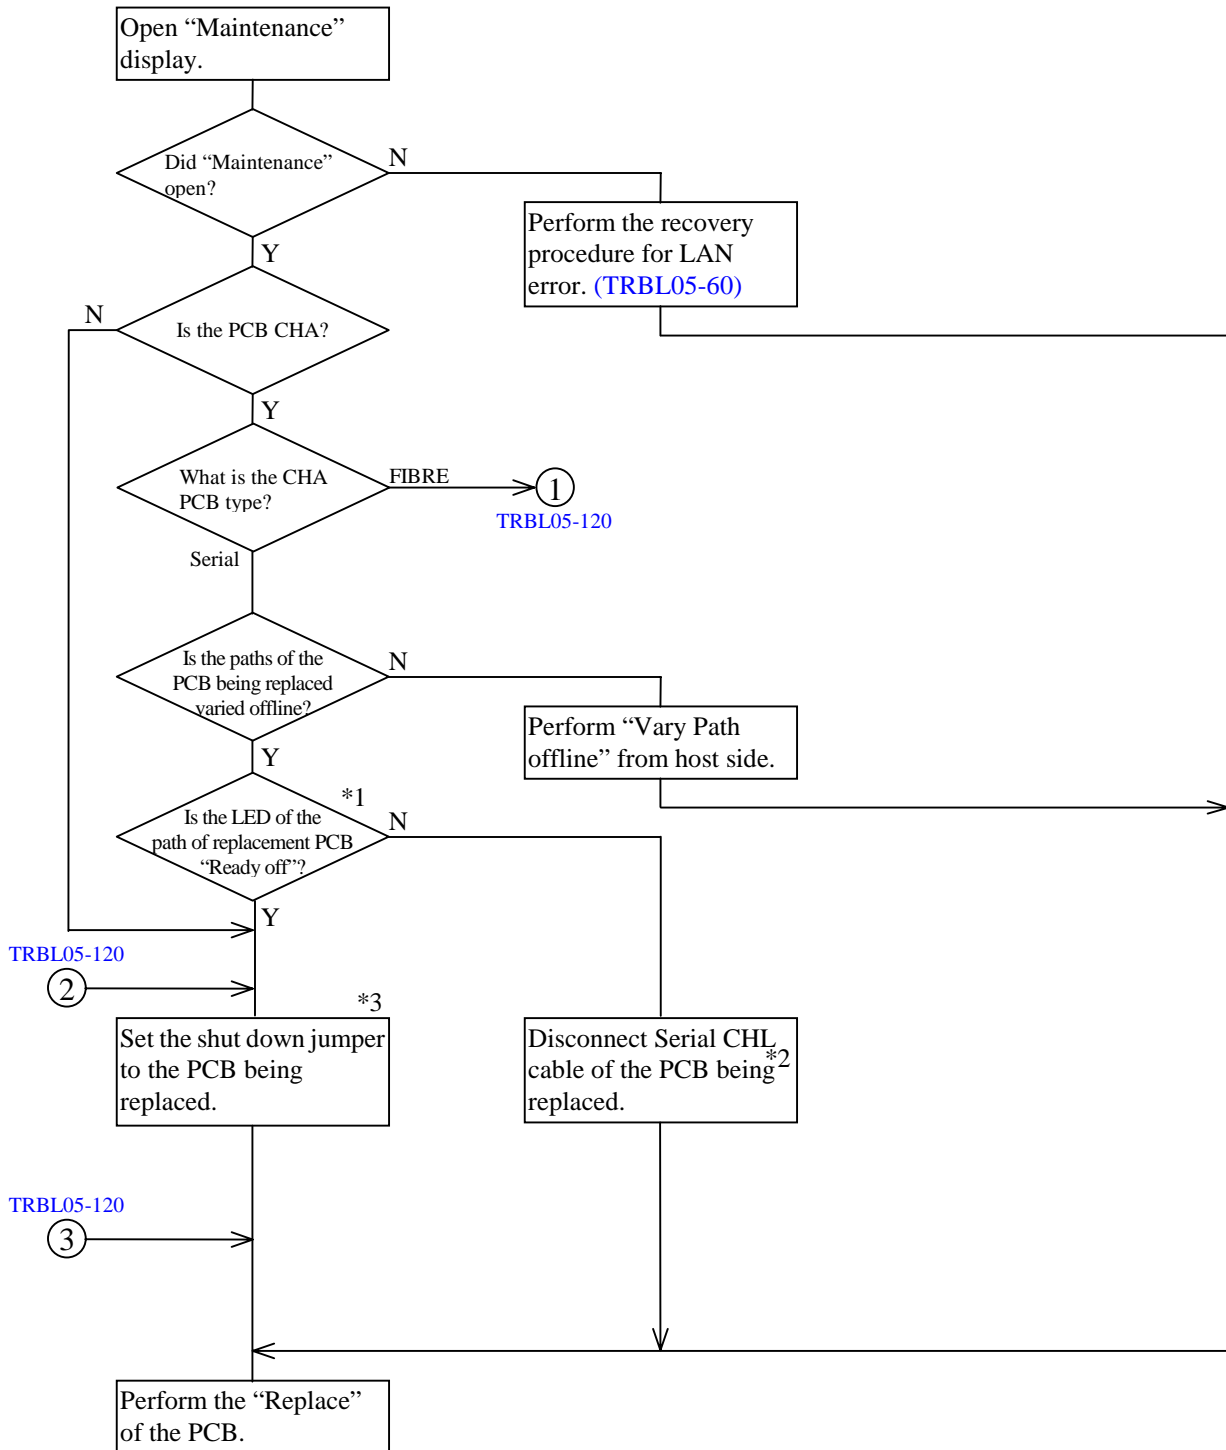 Open “Maintenance”
display.
Did “Maintenance”
open?
N
Y
Perform the recovery
procedure for LAN
error. (TRBL05-60)
N
Is the PCB CHA?
Y
What is the CHA
PCB type?
FIBRE
1
TRBL05-120
Serial
Is the paths of the
PCB being replaced
varied offline?
N
Y
Perform “Vary Path
offline” from host side.
*1
Is the LED of the
path of replacement PCB
“Ready off”?
N
Y
TRBL05-120
2
*3
Set the shut down jumper
to the PCB being
replaced.
Disconnect Serial CHL
cable of the PCB being*2
replaced.
TRBL05-120
3
Perform the “Replace”
of the PCB.